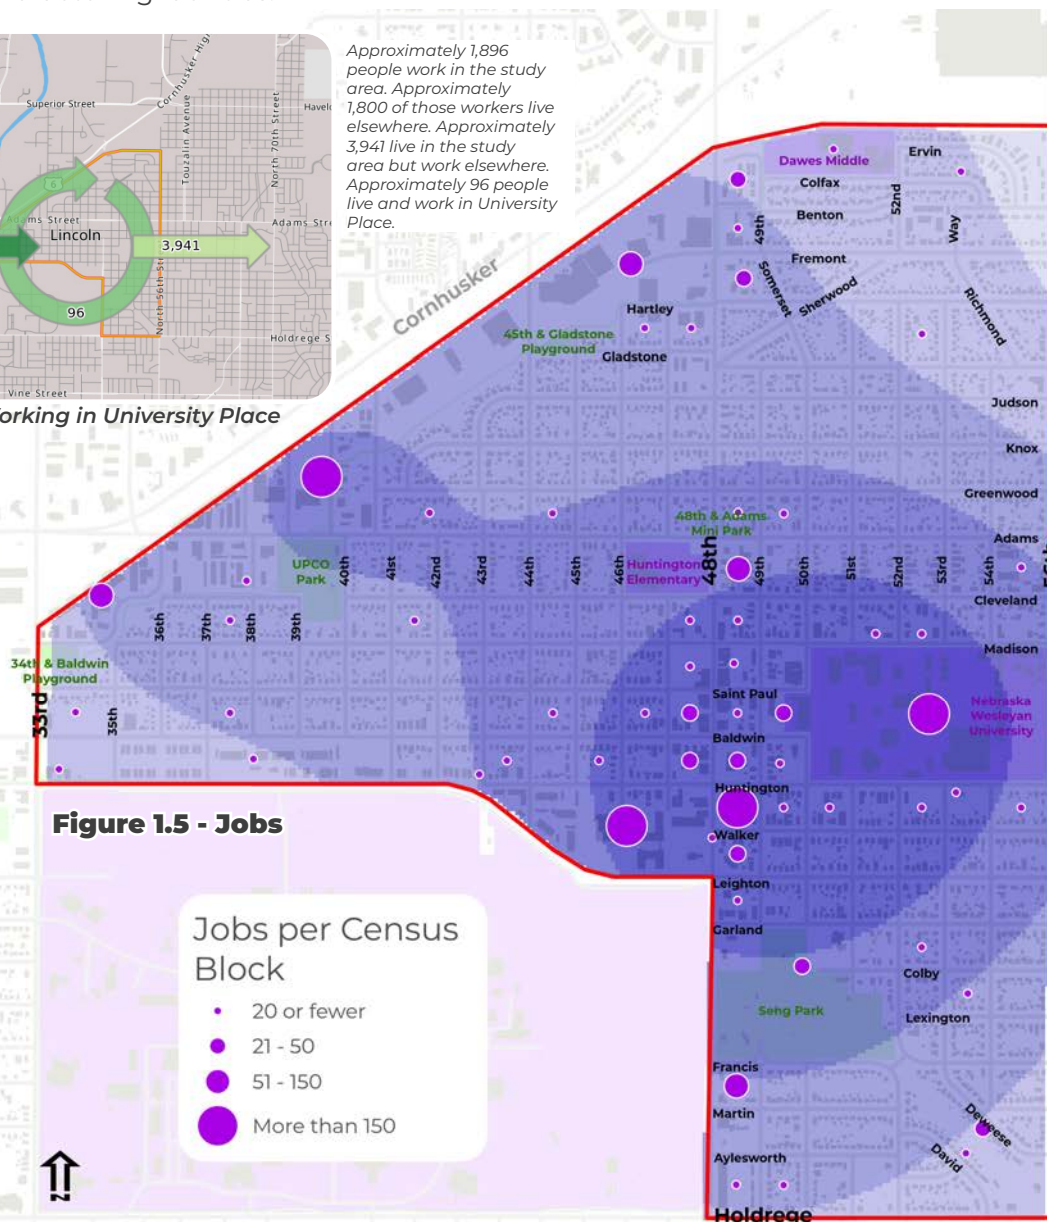 Superior Street
Cornhusker Hig
Touzalin Avenue
North 70th Street
Havelo
6
Adams Street
Adams Stre
Lincoln
3,941
96
North 56th St
Holdrege S
Vine Street
orking in University Place
Approximately 1,896
people work in the study
area. Approximately
1,800 of those workers live
elsewhere. Approximately
3,941 live in the study
area but work elsewhere.
Approximately 96 people
live and work in University
Place.
Dawes Middle
Ervin
Colfax
52nd
Benton
49th
Way
Fremont
Cornhusker
Somerset
Sherwood
Richmond
Hartley
45th & Gladstone
Playground
Gladstone
Judson
Knox
Greenwood
48th & Adams
Mini Park
Adams
UPCO
Park
40th
41st
42nd
43rd
44th
45th
46th
Huntington
Elementary
48th
49th
50th
51st
52nd
53rd
54th
Cleveland
36th
37th
38th
39th
Madison
34th & Baldwin
Playground
33rd
35th
Saint Paul
Nebraska
Wesleyan
University
Baldwin
Huntington
Walker
Leighton
Garland
Colby
Seng Park
Lexington
Francis
Martin
Deweese
David
Aylesworth
Holdrege
Figure 1.5 - Jobs
Jobs per Census
Block
20 or fewer
21 - 50
51 - 150
More than 150
N